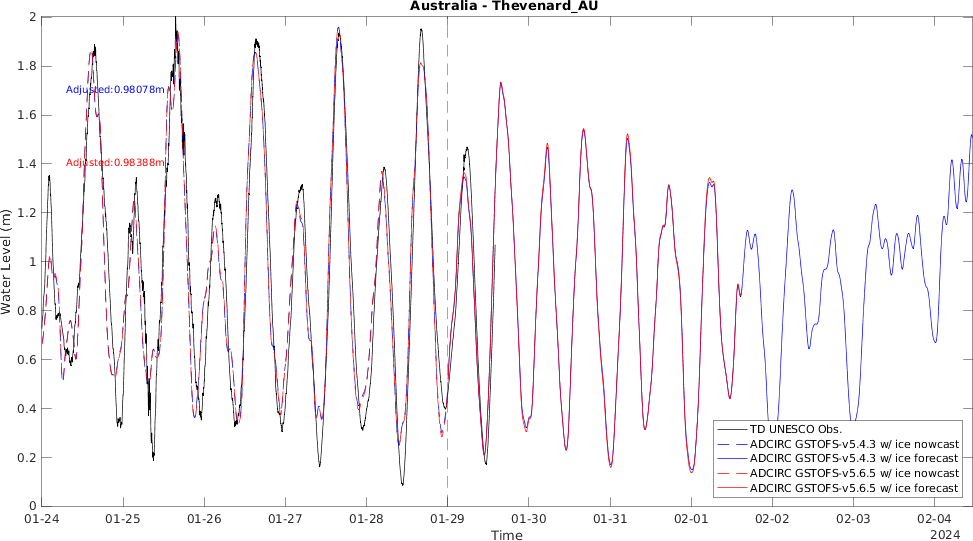 Australia - Thevenard_AU
2
1.8
1.6
1.4
1.2
1
0.8
0.6
0.4
0.2
0
Water Level (m)
Adjusted:0.98078m
Adjusted:0.98388m
TD UNESCO Obs.
ADCIRC GSTOFS-v5.4.3 w/ ice nowcast
ADCIRC GSTOFS-v5.4.3 w/ ice forecast
ADCIRC GSTOFS-v5.6.5 w/ ice nowcast
ADCIRC GSTOFS-v5.6.5 w/ ice forecast
01-24 01-25 01-26 01-27 01-28 01-29 01-30 01-31 02-01 02-02 02-03 02-04
Time
2024